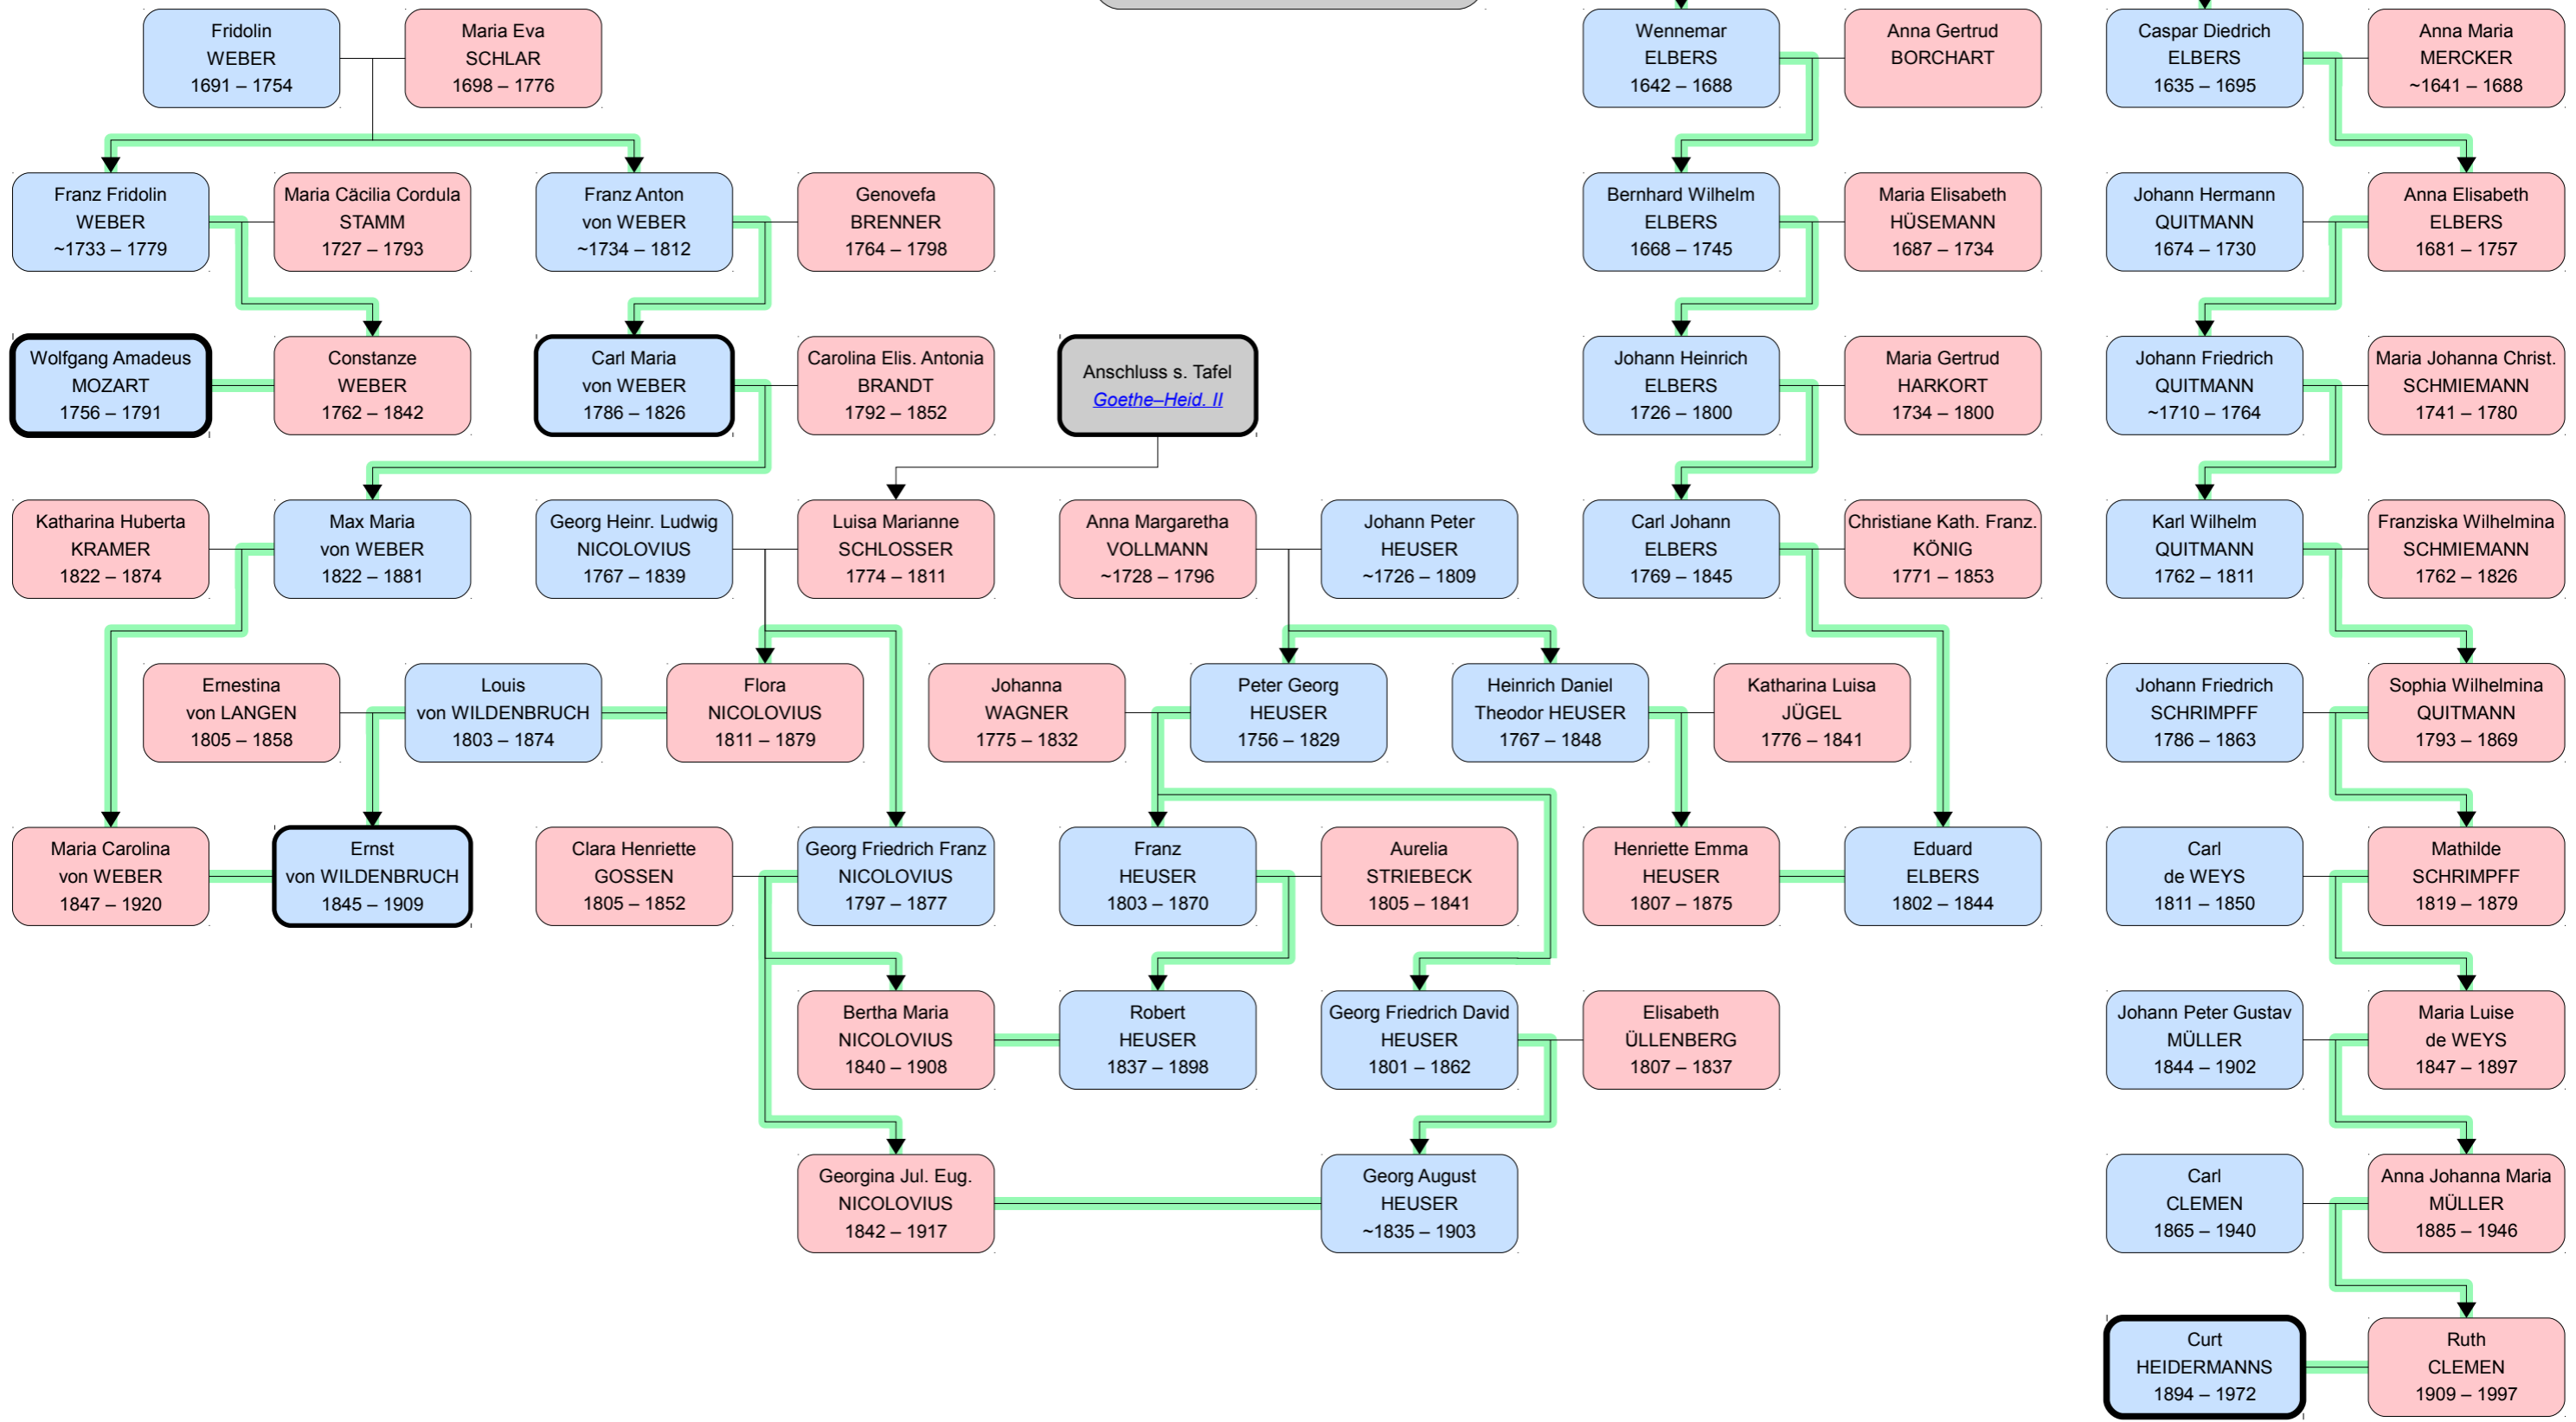 Fridolin
WEBER
1691 – 1754
Maria Eva
SCHLAR
1698 – 1776
Wennemar
ELBERS
1642 – 1688
Anna Gertrud
BORCHART
Caspar Diedrich
ELBERS
1635 – 1695
Anna Maria
MERCKER
~1641 – 1688
Franz Fridolin
WEBER
~1733 – 1779
Maria Cäcilia Cordula
STAMM
1727 – 1793
Franz Anton
von WEBER
~1734 – 1812
Genovefa
BRENNER
1764 – 1798
Bernhard Wilhelm
ELBERS
1668 – 1745
Maria Elisabeth
HÜSEMANN
1687 – 1734
Johann Hermann
QUITMANN
1674 – 1730
Anna Elisabeth
ELBERS
1681 – 1757
Wolfgang Amadeus
MOZART
1756 – 1791
Constanze
WEBER
1762 – 1842
Carl Maria
von WEBER
1786 – 1826
Carolina Elis. Antonia
BRANDT
1792 – 1852
Anschluss s. Tafel
Goethe–Heid. II
Johann Heinrich
ELBERS
1726 – 1800
Maria Gertrud
HARKORT
1734 – 1800
Johann Friedrich
QUITMANN
~1710 – 1764
Maria Johanna Christ.
SCHMIEMANN
1741 – 1780
Katharina Huberta
KRAMER
1822 – 1874
Max Maria
von WEBER
1822 – 1881
Georg Heinr. Ludwig
NICOLOVIUS
1767 – 1839
Luisa Marianne
SCHLOSSER
1774 – 1811
Anna Margaretha
VOLLMANN
~1728 – 1796
Johann Peter
HEUSER
~1726 – 1809
Carl Johann
ELBERS
1769 – 1845
Christiane Kath. Franz.
KÖNIG
1771 – 1853
Karl Wilhelm
QUITMANN
1762 – 1811
Franziska Wilhelmina
SCHMIEMANN
1762 – 1826
Ernestina
von LANGEN
1805 – 1858
Louis
von WILDENBRUCH
1803 – 1874
Flora
NICOLOVIUS
1811 – 1879
Johanna
WAGNER
1775 – 1832
Peter Georg
HEUSER
1756 – 1829
Heinrich Daniel
Theodor HEUSER
1767 – 1848
Katharina Luisa
JÜGEL
1776 – 1841
Johann Friedrich
SCHRIMPFF
1786 – 1863
Sophia Wilhelmina
QUITMANN
1793 – 1869
Maria Carolina
von WEBER
1847 – 1920
Ernst
von WILDENBRUCH
1845 – 1909
Clara Henriette
GOSSEN
1805 – 1852
Georg Friedrich Franz
NICOLOVIUS
1797 – 1877
Franz
HEUSER
1803 – 1870
Aurelia
STRIEBECK
1805 – 1841
Henriette Emma
HEUSER
1807 – 1875
Eduard
ELBERS
1802 – 1844
Carl
de WEYS
1811 – 1850
Mathilde
SCHRIMPFF
1819 – 1879
Bertha Maria
NICOLOVIUS
1840 – 1908
Robert
HEUSER
1837 – 1898
Georg Friedrich David
HEUSER
1801 – 1862
Elisabeth
ÜLLENBERG
1807 – 1837
Johann Peter Gustav
MÜLLER
1844 – 1902
Maria Luise
de WEYS
1847 – 1897
Georgina Jul. Eug.
NICOLOVIUS
1842 – 1917
Georg August
HEUSER
~1835 – 1903
Carl
CLEMEN
1865 – 1940
Anna Johanna Maria
MÜLLER
1885 – 1946
Curt
HEIDERMANNS
1894 – 1972
Ruth
CLEMEN
1909 – 1997